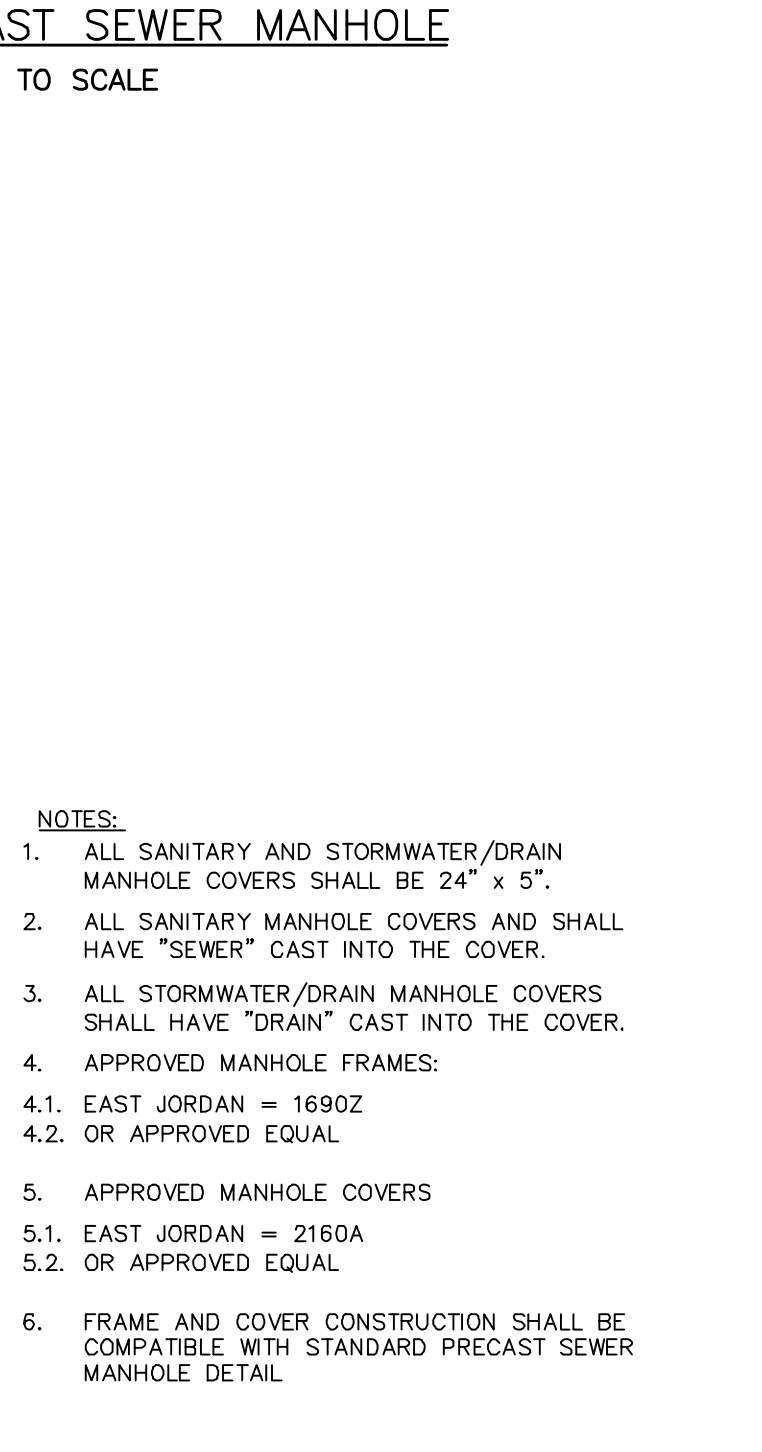 AST SEWER MANHOLE
TO SCALE
NOTES:
1. ALL SANITARY AND STORMWATER/DRAIN
MANHOLE COVERS SHALL BE 24" x 5".
2. ALL SANITARY MANHOLE COVERS AND SHALL
HAVE "SEWER" CAST INTO THE COVER.
3. ALL STORMWATER/DRAIN MANHOLE COVERS
SHALL HAVE "DRAIN" CAST INTO THE COVER.
4. APPROVED MANHOLE FRAMES:
4.1. EAST JORDAN = 1690Z
4.2. OR APPROVED EQUAL
5. APPROVED MANHOLE COVERS
5.1. EAST JORDAN = 2160A
5.2. OR APPROVED EQUAL
6. FRAME AND COVER CONSTRUCTION SHALL BE
COMPATIBLE WITH STANDARD PRECAST SEWER
MANHOLE DETAIL